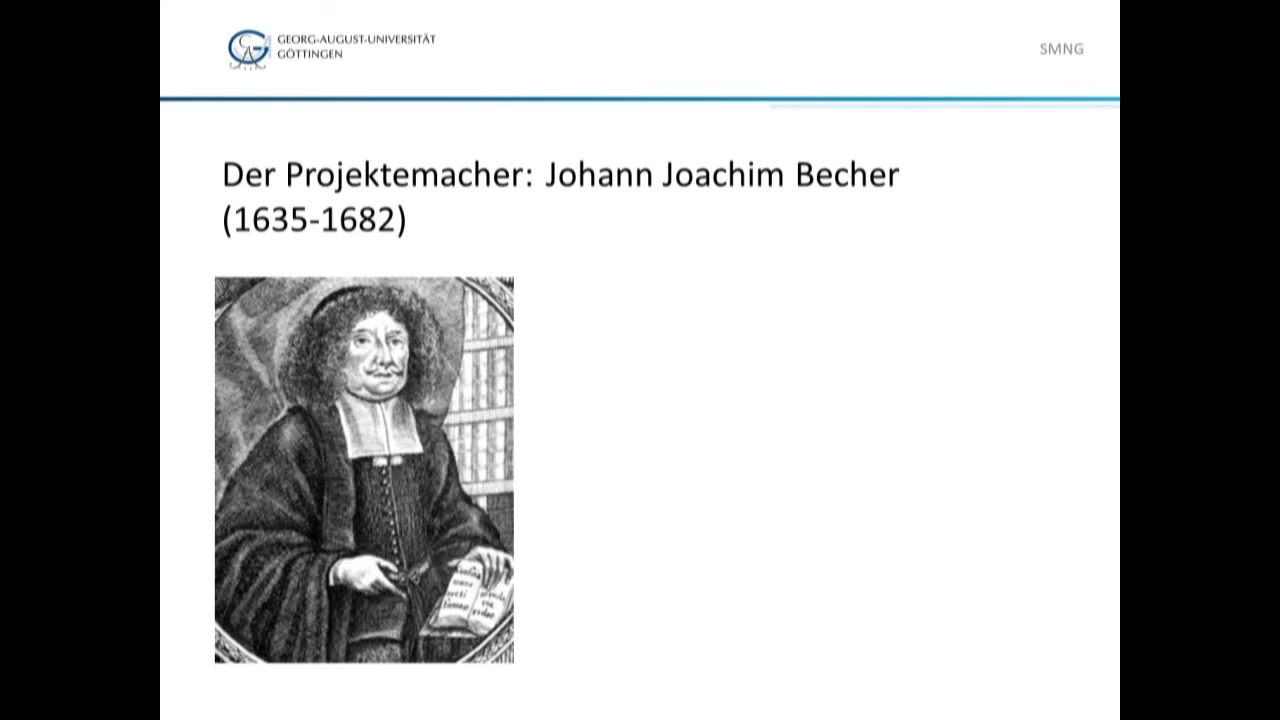 GEORG-AUGUST-UNIVERSITÄT
GÖTTINGEN
SMNG
Der Projektemacher: Johann Joachim Becher
(1635-1682)